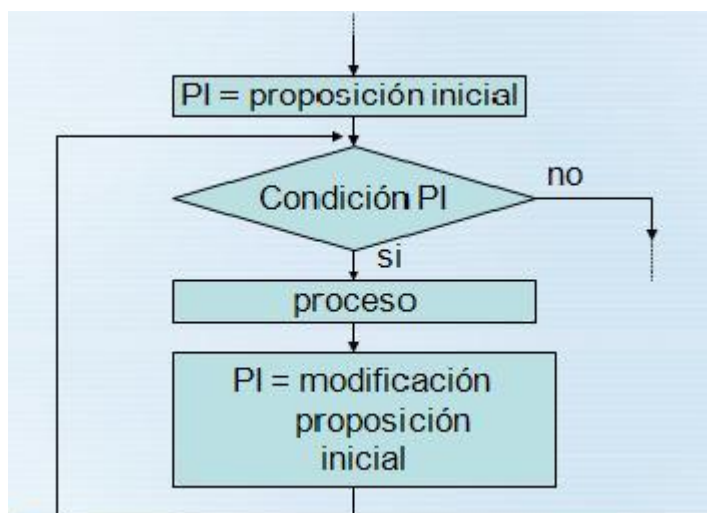 PI = proposición inicial
Condición PI
no
si
proceso
PI = modificación
proposición
inicial